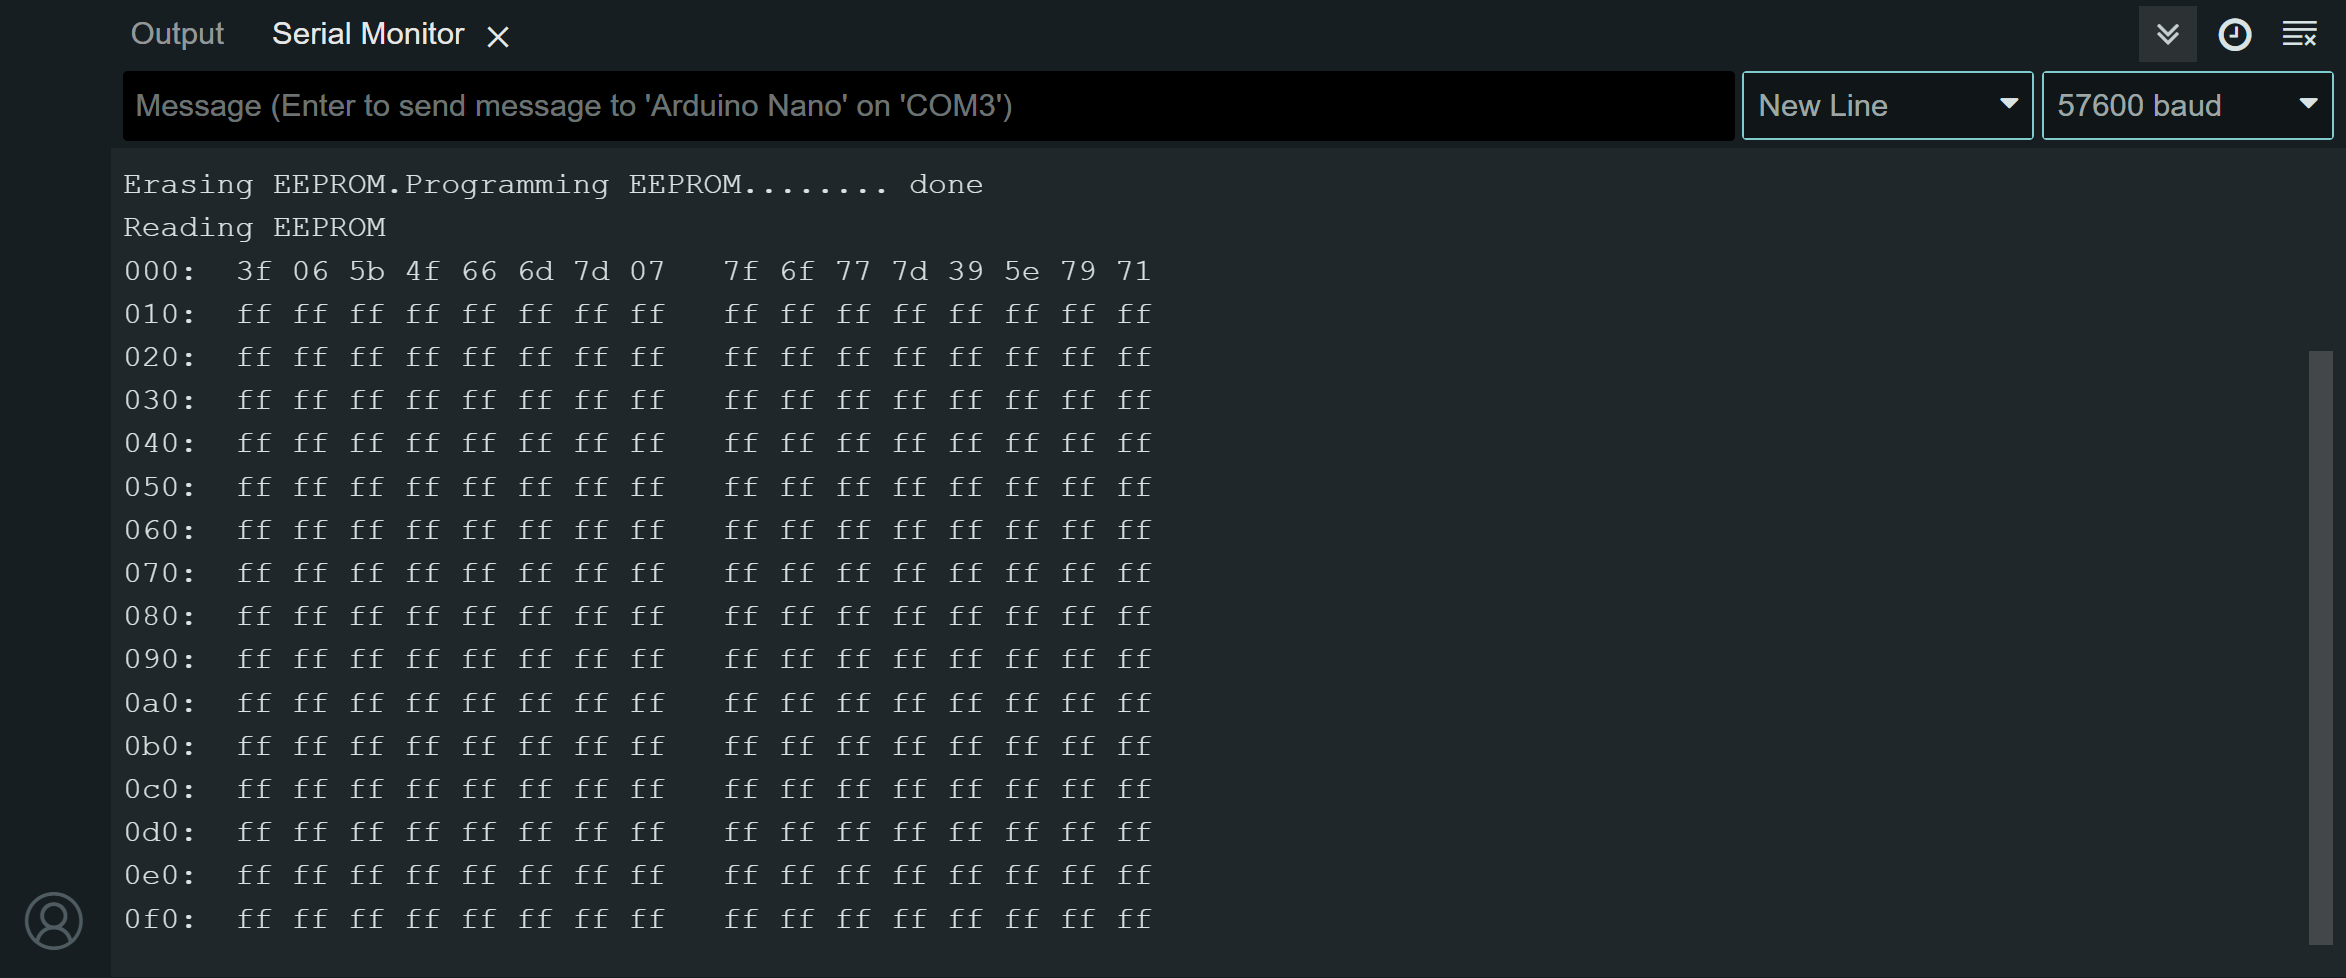 Output Serial Monitor
Message (Enter to send message to 'Arduino Nano' on 'COM3') New Line 57600 baud
Erasing EEPROM.Programming EEPROM........ done
Reading EEPROM
000:  3f 06 5b 4f 66 6d 7d 07   7f 6f 77 7d 39 5e 79 71
010:  ff ff ff ff ff ff ff ff   ff ff ff ff ff ff ff ff
020:  ff ff ff ff ff ff ff ff   ff ff ff ff ff ff ff ff
030:  ff ff ff ff ff ff ff ff   ff ff ff ff ff ff ff ff
040:  ff ff ff ff ff ff ff ff   ff ff ff ff ff ff ff ff
050:  ff ff ff ff ff ff ff ff   ff ff ff ff ff ff ff ff
060:  ff ff ff ff ff ff ff ff   ff ff ff ff ff ff ff ff
070:  ff ff ff ff ff ff ff ff   ff ff ff ff ff ff ff ff
080:  ff ff ff ff ff ff ff ff   ff ff ff ff ff ff ff ff
090:  ff ff ff ff ff ff ff ff   ff ff ff ff ff ff ff ff
0a0:  ff ff ff ff ff ff ff ff   ff ff ff ff ff ff ff ff
0b0:  ff ff ff ff ff ff ff ff   ff ff ff ff ff ff ff ff
0c0:  ff ff ff ff ff ff ff ff   ff ff ff ff ff ff ff ff
0d0:  ff ff ff ff ff ff ff ff   ff ff ff ff ff ff ff ff
0e0:  ff ff ff ff ff ff ff ff   ff ff ff ff ff ff ff ff
0f0:  ff ff ff ff ff ff ff ff   ff ff ff ff ff ff ff ff